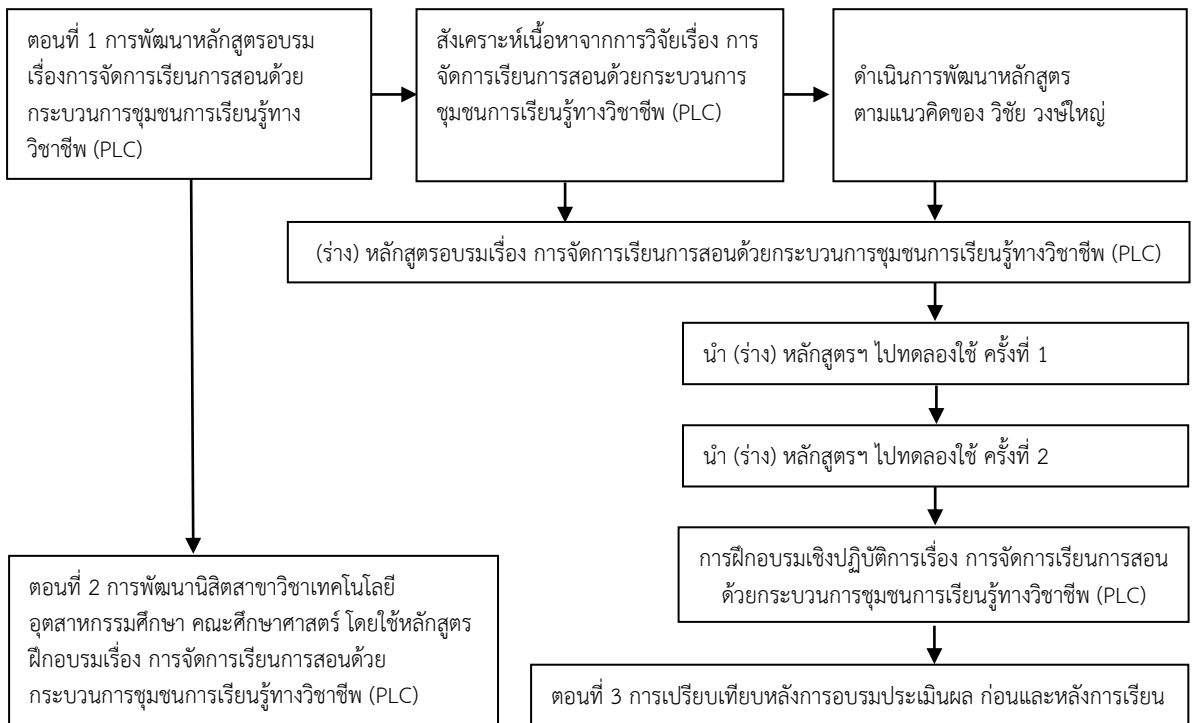 ตอนที่ 1 การพัฒนาหลักสูตรอบรม
เรื่องการจัดการเรียนการสอนด้วย
กระบวนการชุมชนการเรียนรู้ทาง
วิชาชีพ (PLC)
สังเคราะห์เนื้อหาจากการวิจัยเรื่อง การ
จัดการเรียนการสอนด้วยกระบวนการ
ชุมชนการเรียนรู้ทางวิชาชีพ (PLC)
ดำเนินการพัฒนาหลักสูตร
ตามแนวคิดของ วิชัย วงษ์ใหญ่
(ร่าง) หลักสูตรอบรมเรื่อง การจัดการเรียนการสอนด้วยกระบวนการชุมชนการเรียนรู้ทางวิชาชีพ (PLC)
นำ (ร่าง) หลักสูตรฯ ไปทดลองใช้ ครั้งที่ 1
นำ (ร่าง) หลักสูตรฯ ไปทดลองใช้ ครั้งที่ 2
การฝึกอบรมเชิงปฏิบัติการเรื่อง การจัดการเรียนการสอน
ด้วยกระบวนการชุมชนการเรียนรู้ทางวิชาชีพ (PLC)
ตอนที่ 2 การพัฒนานิสิตสาขาวิชาเทคโนโลยี
อุตสาหกรรมศึกษา คณะศึกษาศาสตร์ โดยใช้หลักสูตร
ฝึกอบรมเรื่อง การจัดการเรียนการสอนด้วย
กระบวนการชุมชนการเรียนรู้ทางวิชาชีพ (PLC)
ตอนที่ 3 การเปรียบเทียบหลังการอบรมประเมินผล ก่อนและหลังการเรียน